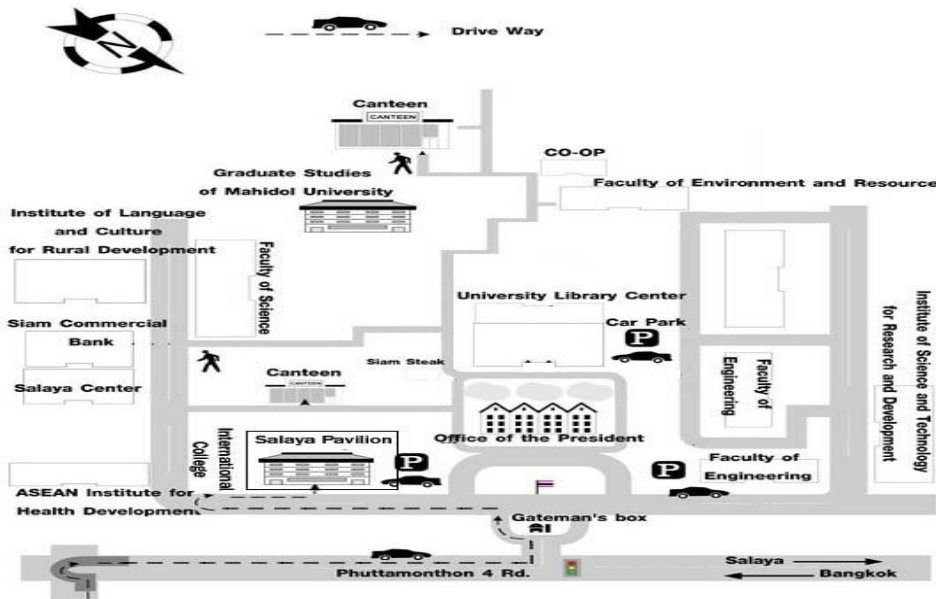 N
Drive Way
Canteen
CANTEEN
CO-OP
Graduate Studies
of Mahidol University
Faculty of Environment and Resource
Institute of Language
and Culture
for Rural Development
Faculty of Science
Institute of Science and Technology
for Research and Development
University Library Center
Siam Commercial
Bank
Car Park
P
Siam Steak
Salaya Center
Canteen
CANTEEN
Faculty of
Engineering
International
College
Salaya Pavilion
Office of the President
P
P
Faculty of
Engineering
ASEAN Institute for
Health Development
Gateman's box
Salaya
Phuttamonthon 4 Rd.
Bangkok